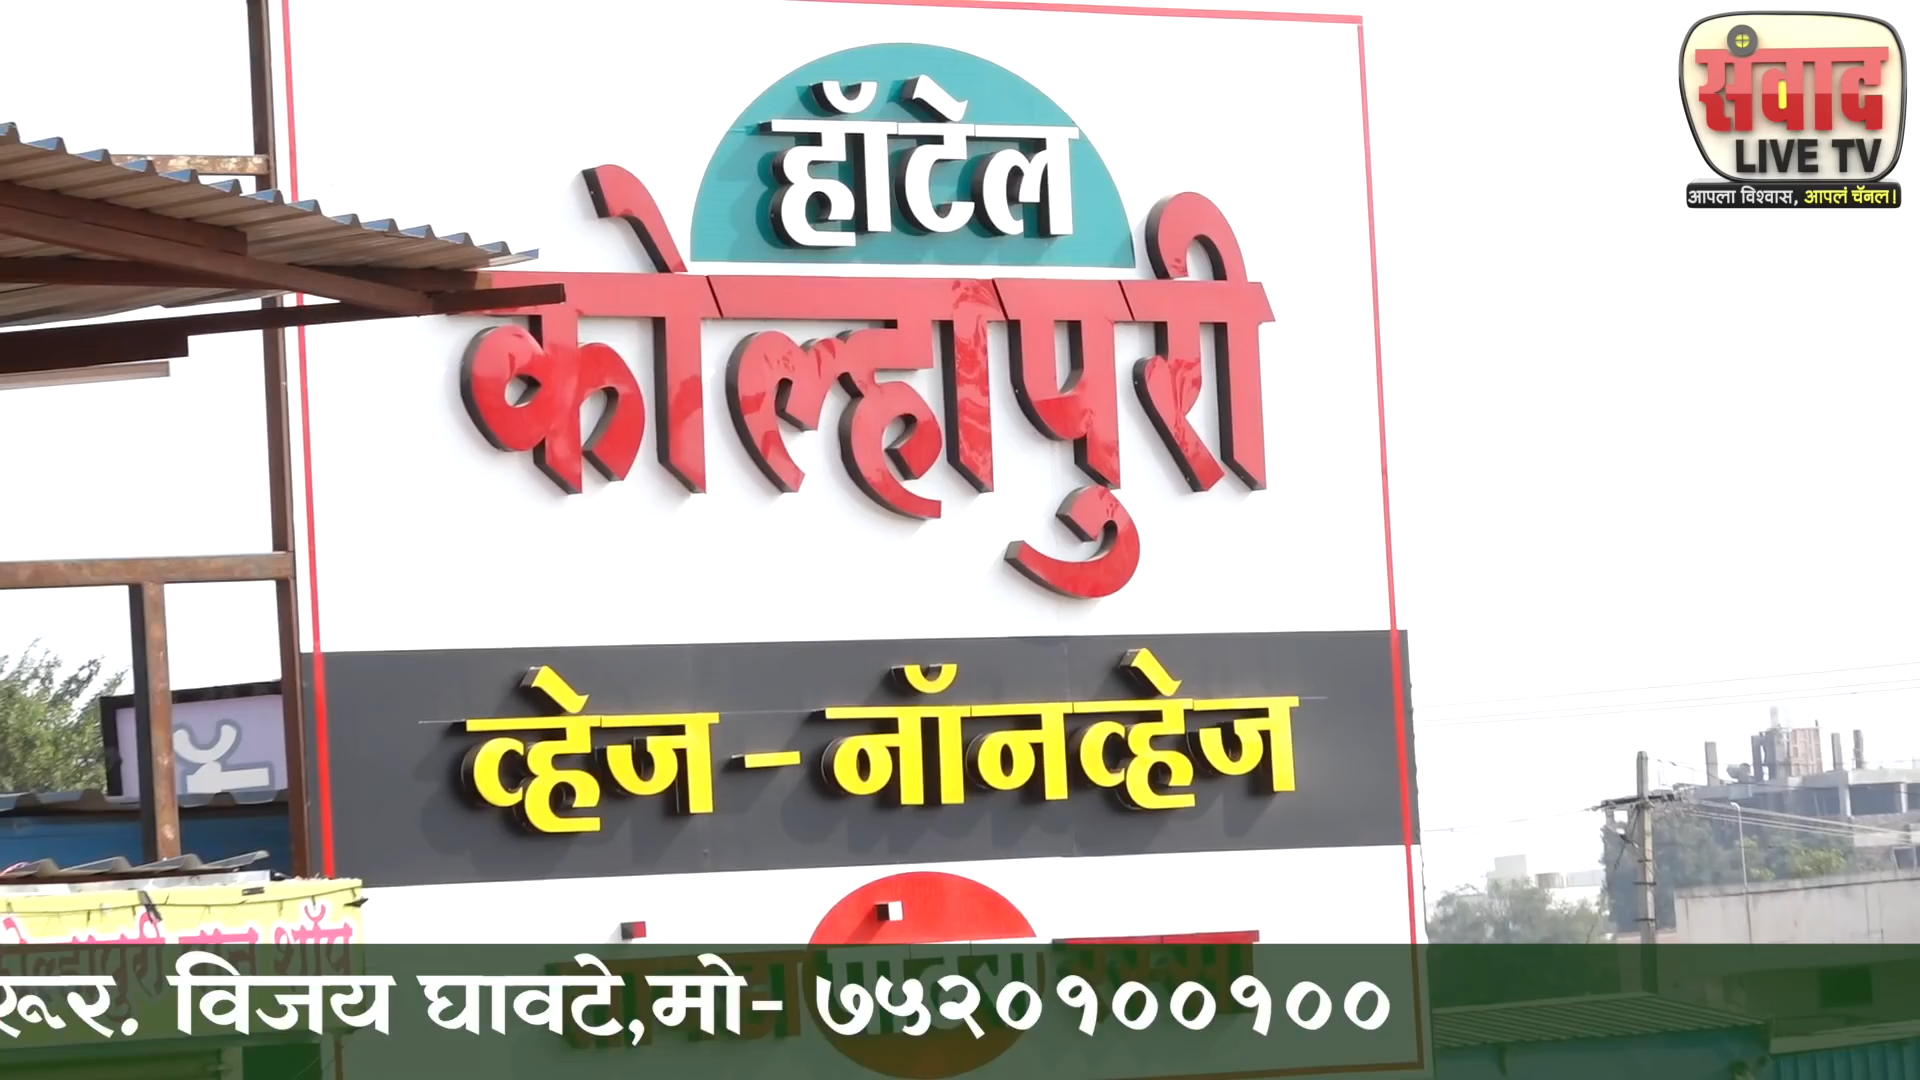 संवाद
LIVE TV
आपला विश्वास, आपलं चॅनल!
हॉटेल
कोल्हापुरी
व्हेज - नॉनव्हेज
शॉप
रूर. विजय घावटे,मो- ७५२०१००१००